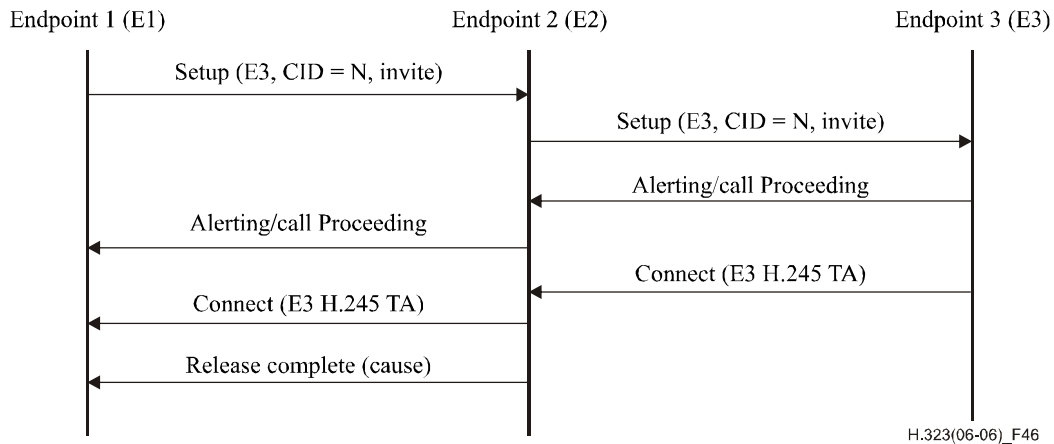 Endpoint 1 (E1)
Endpoint 2 (E2)
Endpoint 3 (E3)
Setup (E3, CID = N, invite)
Setup (E3, CID = N, invite)
Alerting/call Proceeding
Alerting/call Proceeding
Connect (E3 H.245 TA)
Connect (E3 H.245 TA)
Release complete (cause)
H.323(06-06)_F46